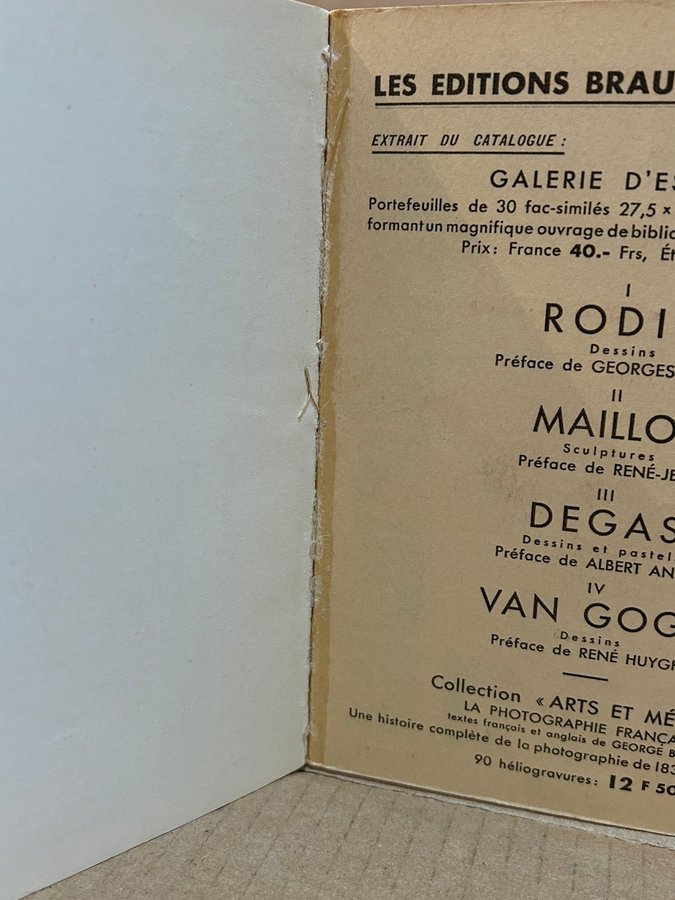 LES EDITIONS BRAU
EXTRAIT DU CATALOGUE :
GALERIE D'ES
Portefeuilles de 30 fac-similés 27,5 x
formant un magnifique ouvrage de biblio
Prix: France 40.- Frs, Ét
I
RODI
Dessins
Préface de GEORGES
II
MAILLO
Sculptures
Préface de RENÉ-JE
III
DEGAS
Dessins et pastel
Préface de ALBERT AN
IV
VAN GOG
Dessins
Préface de RENÉ HUYGH
Collection « ARTS ET MÉ
LA PHOTOGRAPHIE FRANÇA
textes français et anglais de GEORGE B
Une histoire complète de la photographie de 183
90 héliogravures: 12 F 50